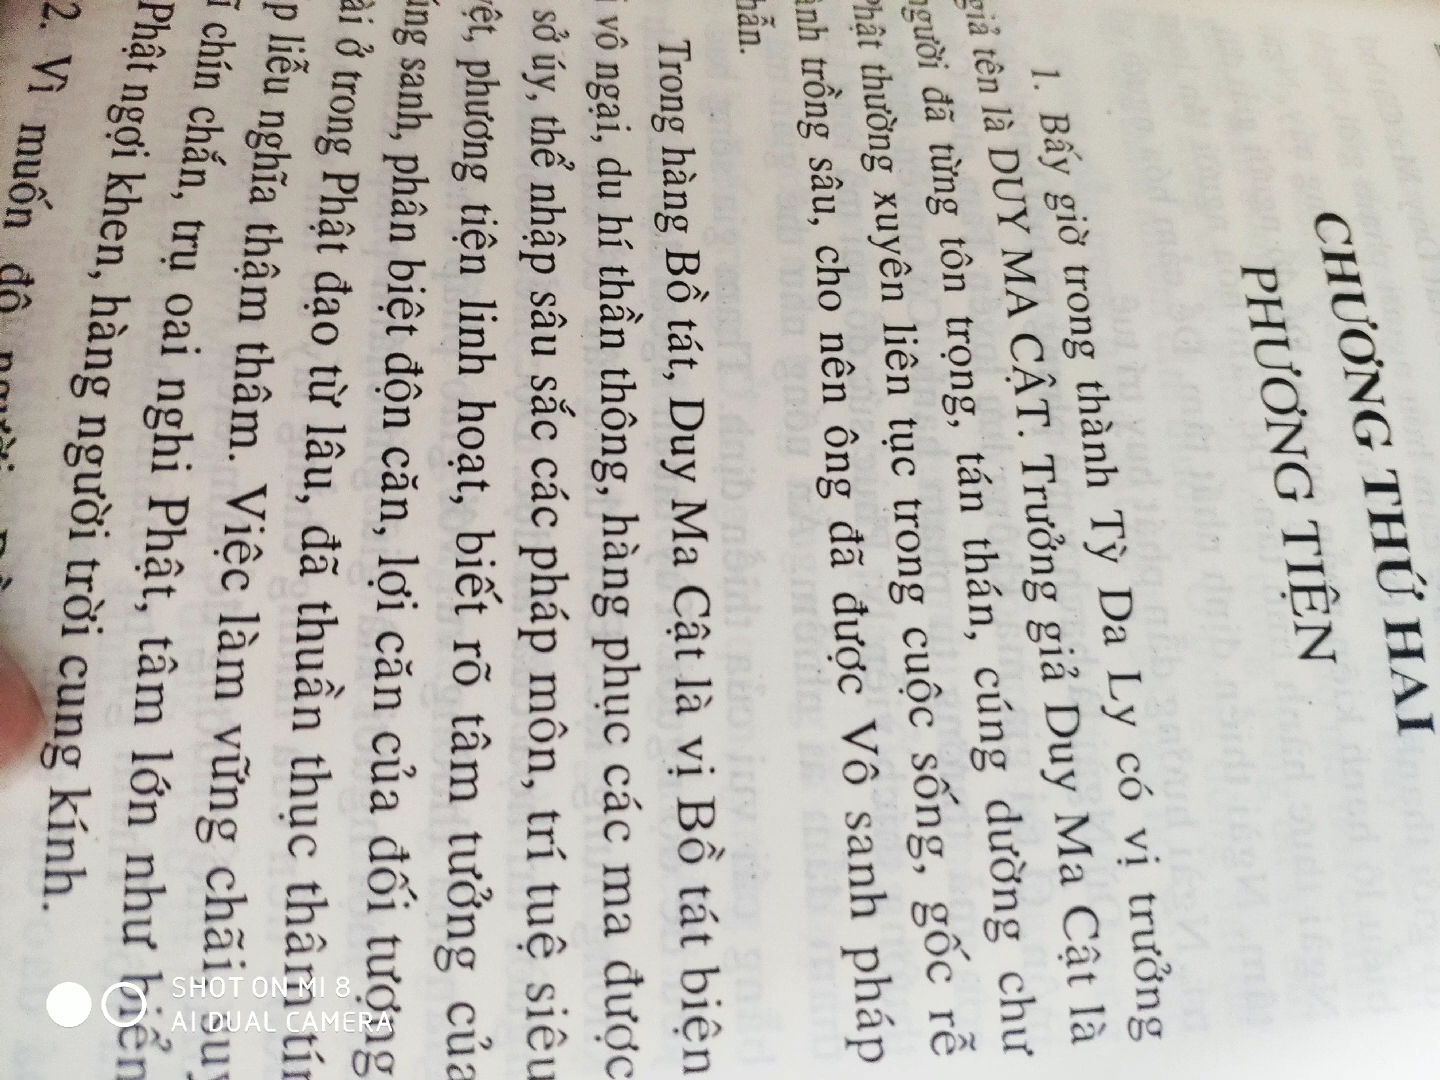 CHƯƠNG THỨ HAI
PHƯƠNG TIỆN
1. Bấy giờ trong thành Tỳ Da Ly có vị trưởng
giả tên là DUY MA CẬT. Trưởng giả Duy Ma Cật là
người đã từng tôn trọng, tán thán, cúng dường chư
Phật thường xuyên liên tục trong cuộc sống, gốc rễ
trồng sâu, cho nên ông đã được Vô sanh pháp
nhẫn.
Trong hàng Bồ tát, Duy Ma Cật là vị Bồ tát biện
vô ngại, du hí thần thông, hàng phục các ma được
sở úy, thể nhập sâu sắc các pháp môn, trí tuệ siêu
phương tiện linh hoạt, biết rõ tâm tưởng của
sanh, phân biệt độn căn, lợi căn của đối tượng
ở trong Phật đạo từ lâu, đã thuần thục thâm tín
liễu nghĩa thậm thâm. Việc làm vững chãi
chín chắn, trụ oai nghi Phật, tâm lớn như biển
Phật ngợi khen, hàng người trời cung kính.
2. Vì muốn độ người
SHOT ON MI 8
AI DUAL CAMERA